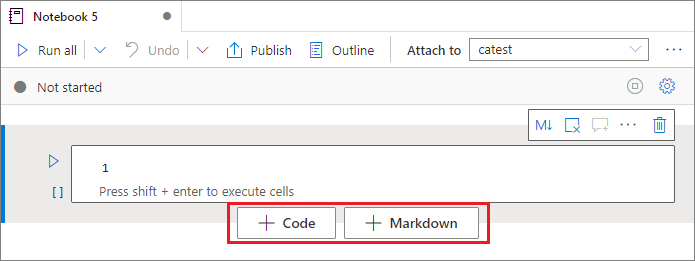 Notebook 5
Run all Undo Publish Outline Attach to catest
Not started
M↓
1
[ ] Press shift + enter to execute cells
Code Markdown